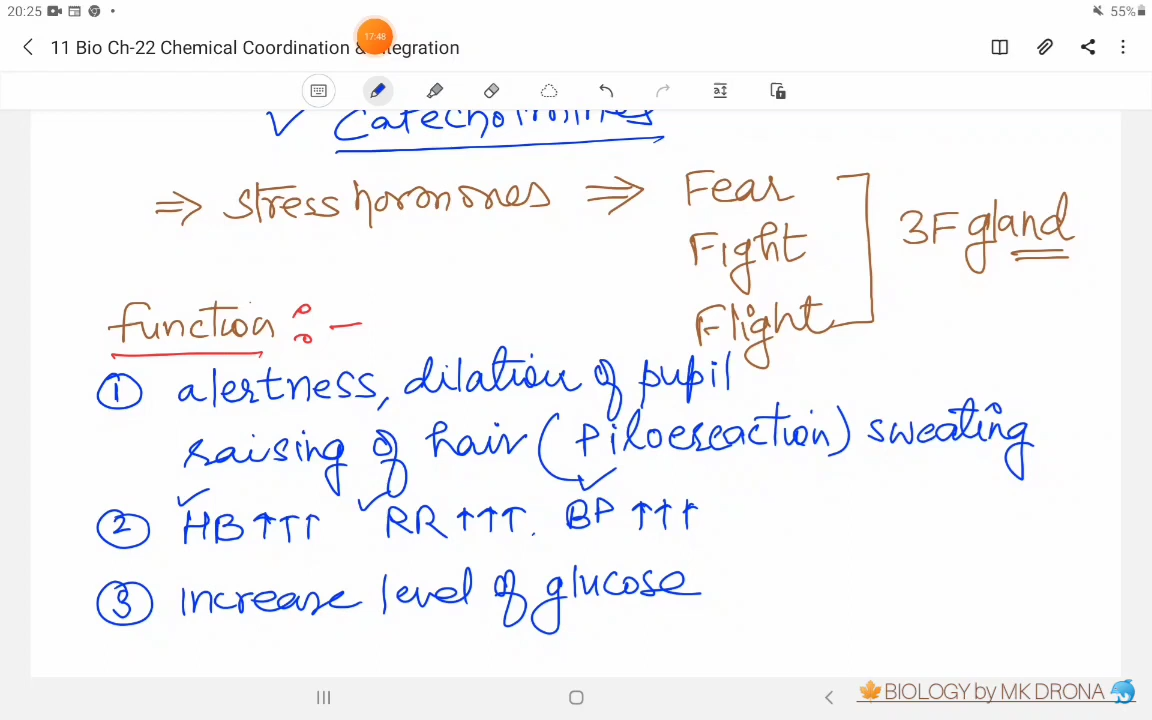 20:25
55%
11 Bio Ch-22 Chemical Coordination & Integration
17:48
✓ Catecholamines
⇒ stress hormones ⇒ Fear
Fight
Flight
3F gland
function :-
① alertness, dilation of pupil
raising of hair (Piloereaction) sweating
② HB↑↑↑ RR↑↑↑. BP↑↑↑
③ increase level of glucose
BIOLOGY by MK DRONA